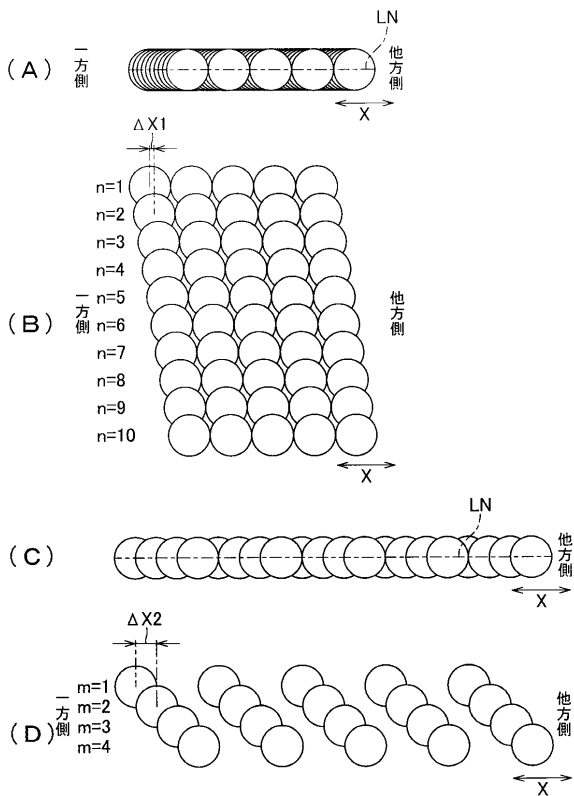 LN
(A)
一方側
他方側
X
ΔX1
n=1
n=2
n=3
n=4
n=5
n=6
n=7
n=8
n=9
n=10
(B)
一方側
他方側
X
LN
(C)
他方側
X
ΔX2
m=1
m=2
m=3
m=4
(D)
一方側
他方側
X